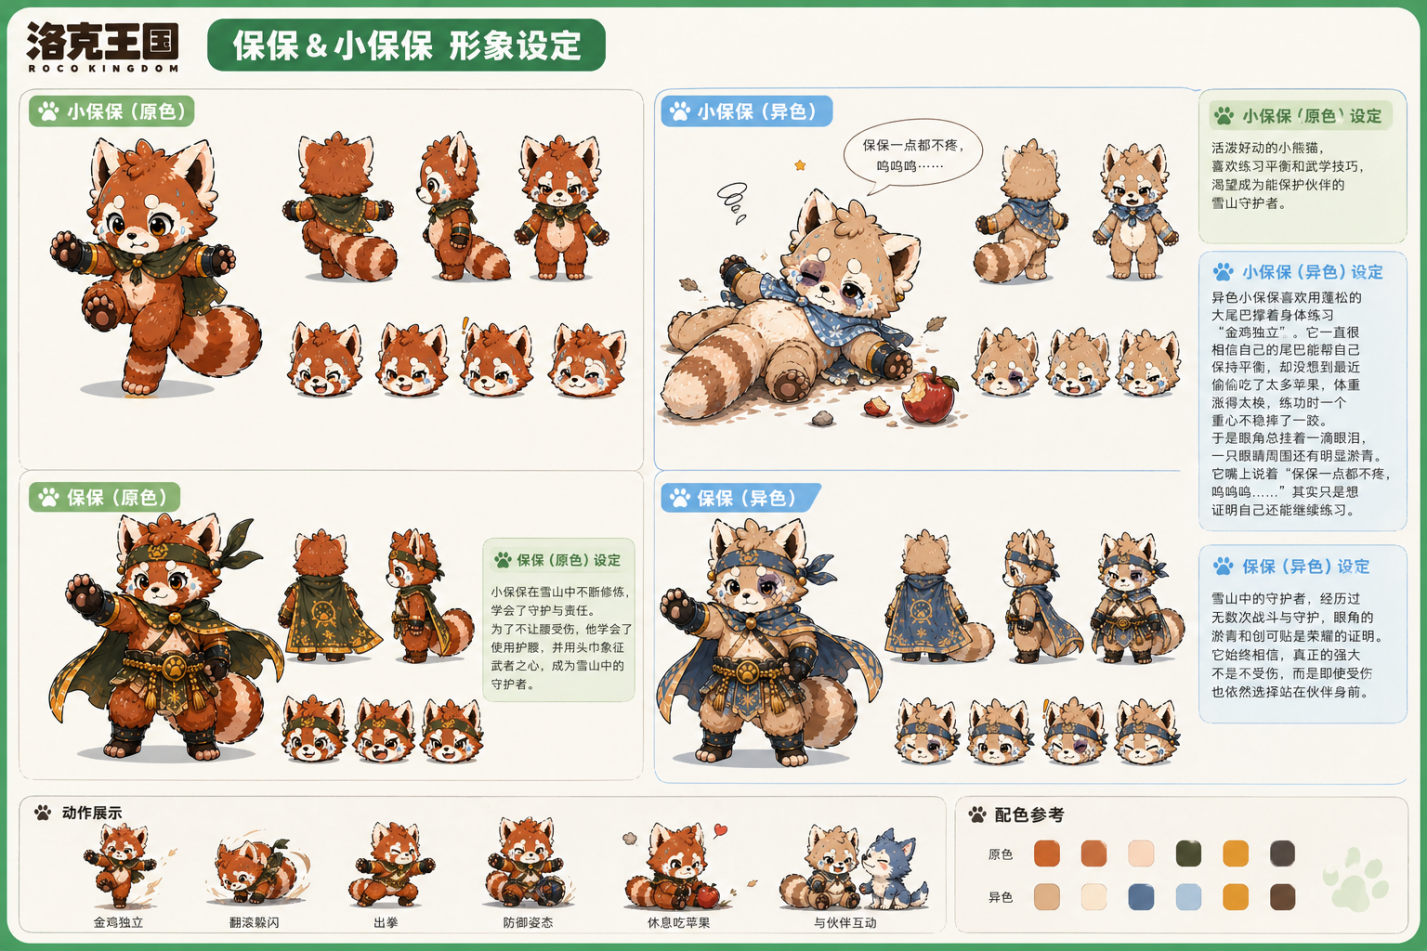 洛克王国
ROCO KINGDOM
保保&小保保 形象设定
小保保（原色）
小保保（异色）
保保一点都不疼，
呜呜呜……
小保保（原色）设定
活泼好动的小熊猫，
喜欢练习平衡和武学技巧，
渴望成为能保护伙伴的
雪山守护者。
小保保（异色）设定
异色小保保喜欢用蓬松的
大尾巴撑着身体练习
“金鸡独立”。它一直很
相信自己的尾巴能帮自己
保持平衡，却没想到最近
偷偷吃了太多苹果，体重
涨得太快，练功时一个
重心不稳摔了一跤。
于是眼角总挂着一滴眼泪，
一只眼睛周围还有明显淤青。
它嘴上说着“保保一点都不疼，
呜呜呜……”其实只是想
证明自己还能继续练习。
保保（原色）
保保（原色）设定
小保保在雪山中不断修炼，
学会了守护与责任。
为了不让腰受伤，他学会了
使用护腰，并用头巾象征
武者之心，成为雪山中的
守护者。
保保（异色）
保保（异色）设定
雪山中的守护者，经历过
无数次战斗与守护，眼角的
淤青和创可贴是荣耀的证明。
它始终相信，真正的强大
不是不受伤，而是即使受伤
也依然选择站在伙伴身前。
动作展示
金鸡独立
翻滚躲闪
出拳
防御姿态
休息吃苹果
与伙伴互动
配色参考
原色
异色